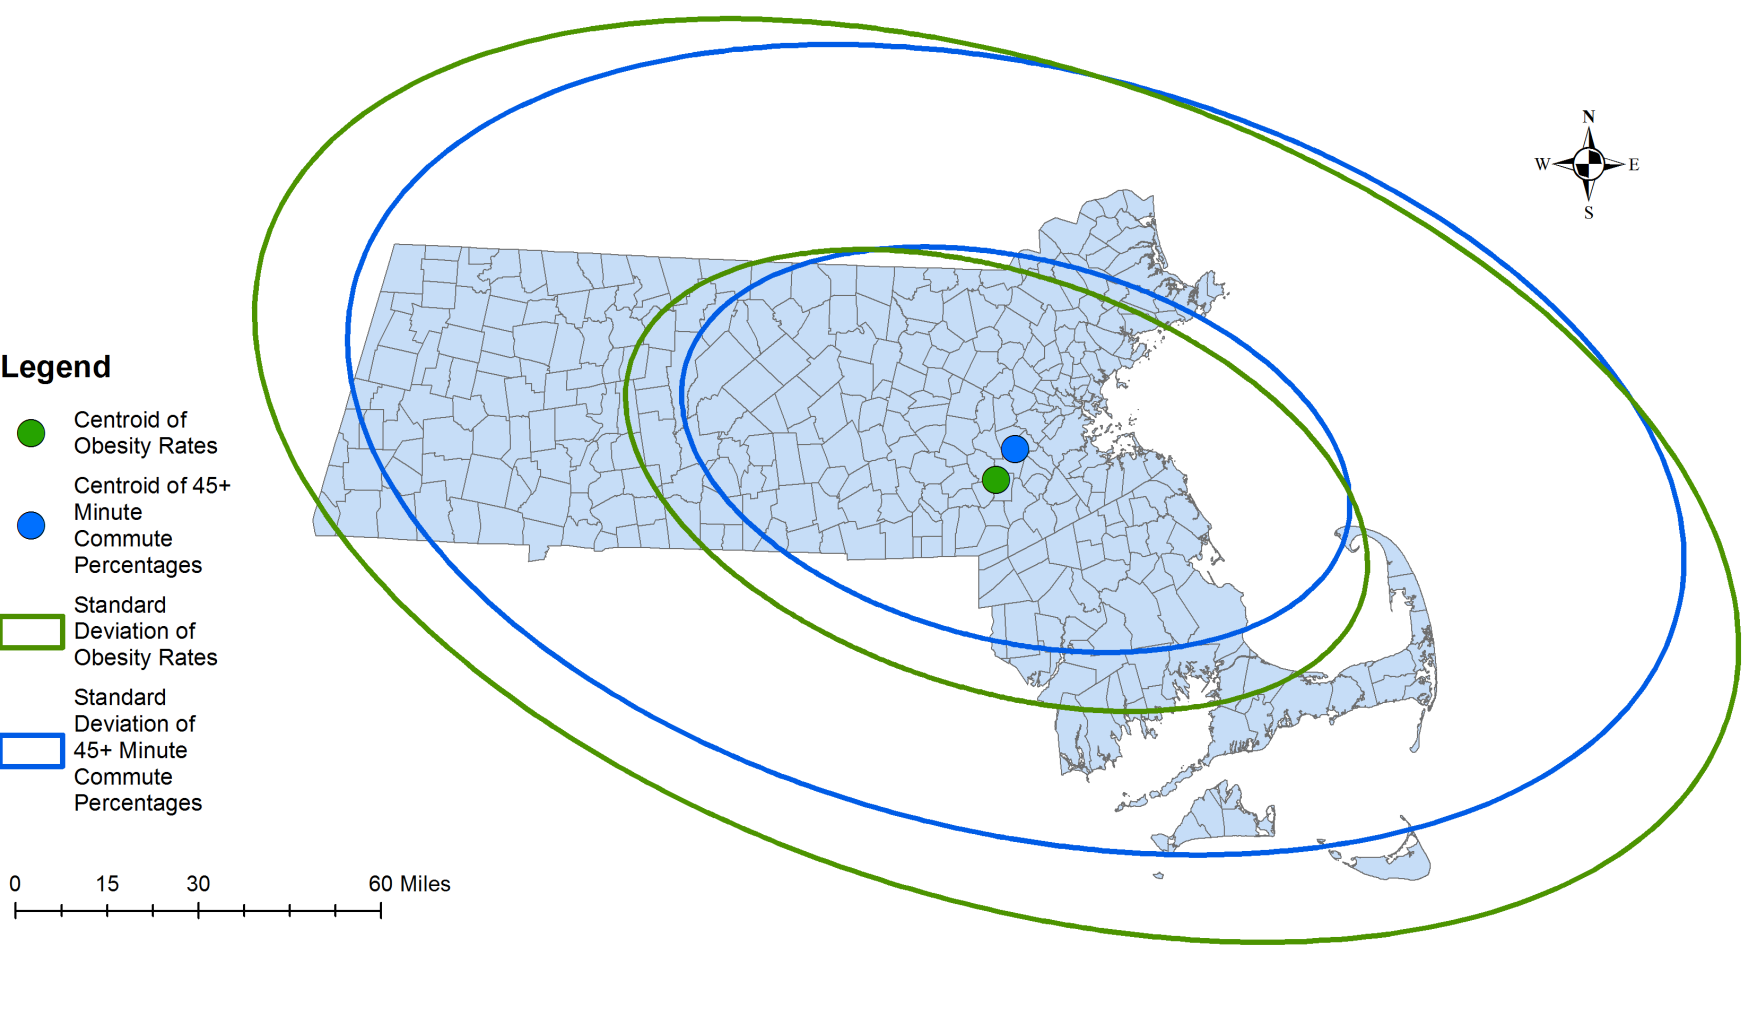 N
W E
S
Legend
Centroid of
Obesity Rates
Centroid of 45+
Minute
Commute
Percentages
Standard
Deviation of
Obesity Rates
Standard
Deviation of
45+ Minute
Commute
Percentages
0 15 30 60 Miles